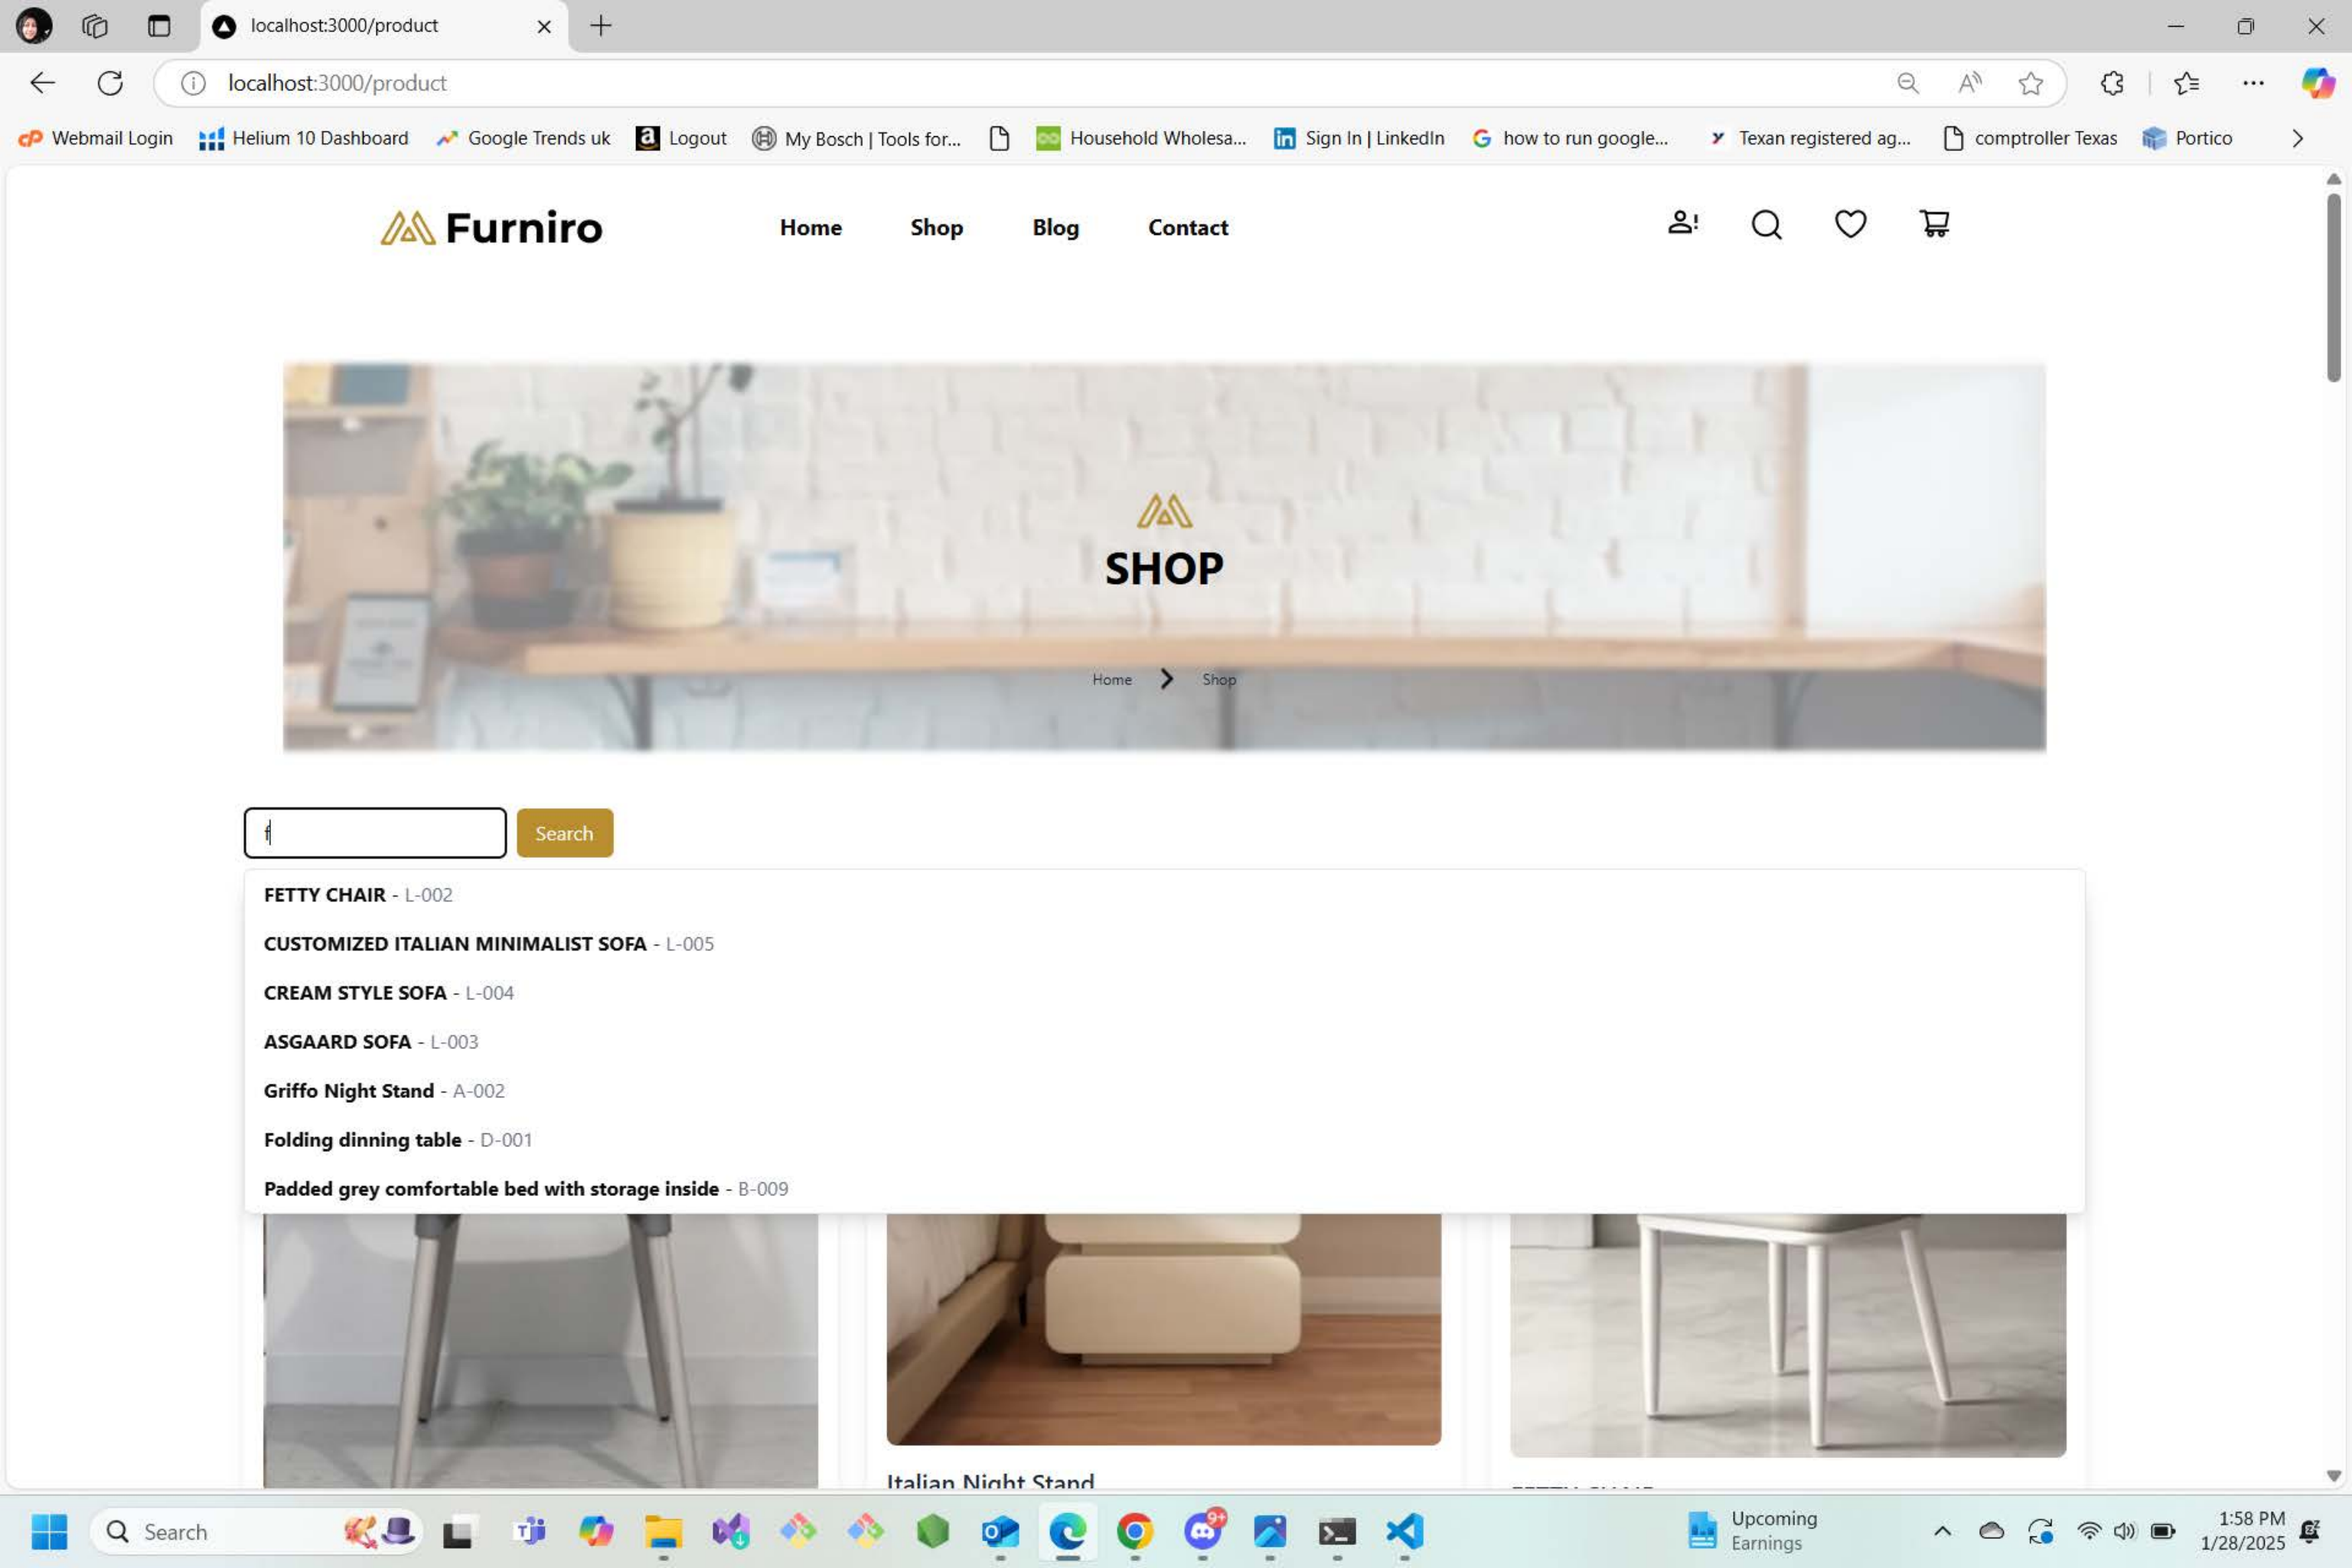 localhost:3000/product
localhost:3000/product
Webmail Login
Helium 10 Dashboard
Google Trends uk
Logout
My Bosch | Tools for...
Household Wholesa...
Sign In | LinkedIn
how to run google...
Texan registered ag...
comptroller Texas
Portico
Furniro
Home
Shop
Blog
Contact
SHOP
Home
Shop
f
Search
FETTY CHAIR - L-002
CUSTOMIZED ITALIAN MINIMALIST SOFA - L-005
CREAM STYLE SOFA - L-004
ASGAARD SOFA - L-003
Griffo Night Stand - A-002
Folding dinning table - D-001
Padded grey comfortable bed with storage inside - B-009
Italian Night Stand
Search
9+
Upcoming
Earnings
1:58 PM
1/28/2025